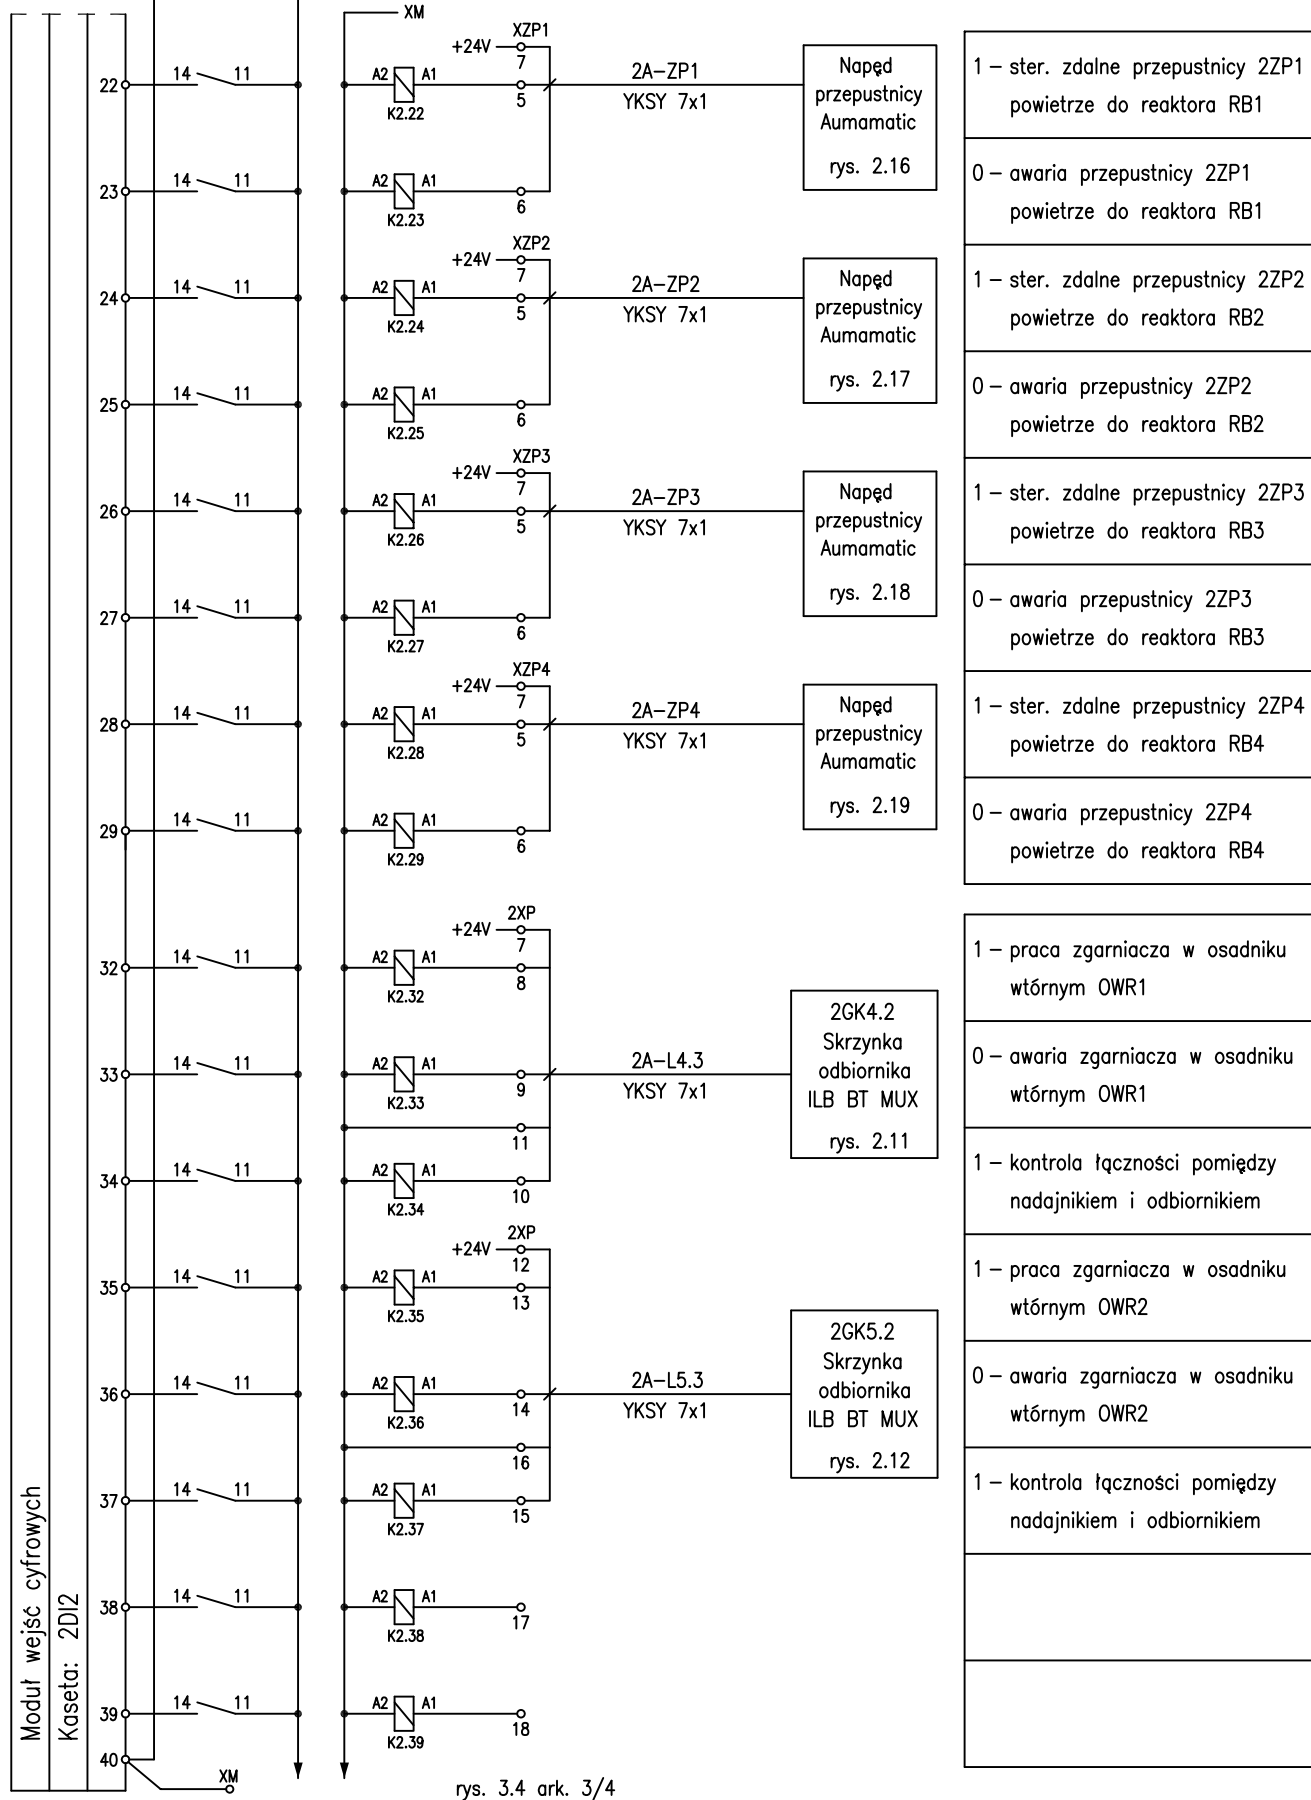 XM
XZP1
+24V
7
22
14
11
A2
A1
K2.22
5
2A-ZP1
YKSY 7x1
Napęd
przepustnicy
Aumamatic
rys. 2.16
1 - ster. zdalne przepustnicy 2ZP1
powietrze do reaktora RB1
23
14
11
A2
A1
K2.23
6
0 - awaria przepustnicy 2ZP1
powietrze do reaktora RB1
XZP2
+24V
7
24
14
11
A2
A1
K2.24
5
2A-ZP2
YKSY 7x1
Napęd
przepustnicy
Aumamatic
rys. 2.17
1 - ster. zdalne przepustnicy 2ZP2
powietrze do reaktora RB2
25
14
11
A2
A1
K2.25
6
0 - awaria przepustnicy 2ZP2
powietrze do reaktora RB2
XZP3
+24V
7
26
14
11
A2
A1
K2.26
5
2A-ZP3
YKSY 7x1
Napęd
przepustnicy
Aumamatic
rys. 2.18
1 - ster. zdalne przepustnicy 2ZP3
powietrze do reaktora RB3
27
14
11
A2
A1
K2.27
6
0 - awaria przepustnicy 2ZP3
powietrze do reaktora RB3
XZP4
+24V
7
28
14
11
A2
A1
K2.28
5
2A-ZP4
YKSY 7x1
Napęd
przepustnicy
Aumamatic
rys. 2.19
1 - ster. zdalne przepustnicy 2ZP4
powietrze do reaktora RB4
29
14
11
A2
A1
K2.29
6
0 - awaria przepustnicy 2ZP4
powietrze do reaktora RB4
2XP
+24V
7
32
14
11
A2
A1
K2.32
8
1 - praca zgarniacza w osadniku
wtórnym OWR1
33
14
11
A2
A1
K2.33
9
2A-L4.3
YKSY 7x1
2GK4.2
Skrzynka
odbiornika
ILB BT MUX
rys. 2.11
0 - awaria zgarniacza w osadniku
wtórnym OWR1
11
34
14
11
A2
A1
K2.34
10
1 - kontrola łączności pomiędzy
nadajnikiem i odbiornikiem
2XP
+24V
12
35
14
11
A2
A1
K2.35
13
1 - praca zgarniacza w osadniku
wtórnym OWR2
36
14
11
A2
A1
K2.36
14
2A-L5.3
YKSY 7x1
2GK5.2
Skrzynka
odbiornika
ILB BT MUX
rys. 2.12
0 - awaria zgarniacza w osadniku
wtórnym OWR2
16
37
14
11
A2
A1
K2.37
15
1 - kontrola łączności pomiędzy
nadajnikiem i odbiornikiem
38
14
11
A2
A1
K2.38
17
39
14
11
A2
A1
K2.39
18
40
XM
Moduł wejść cyfrowych
Kaseta: 2DI2
rys. 3.4 ark. 3/4